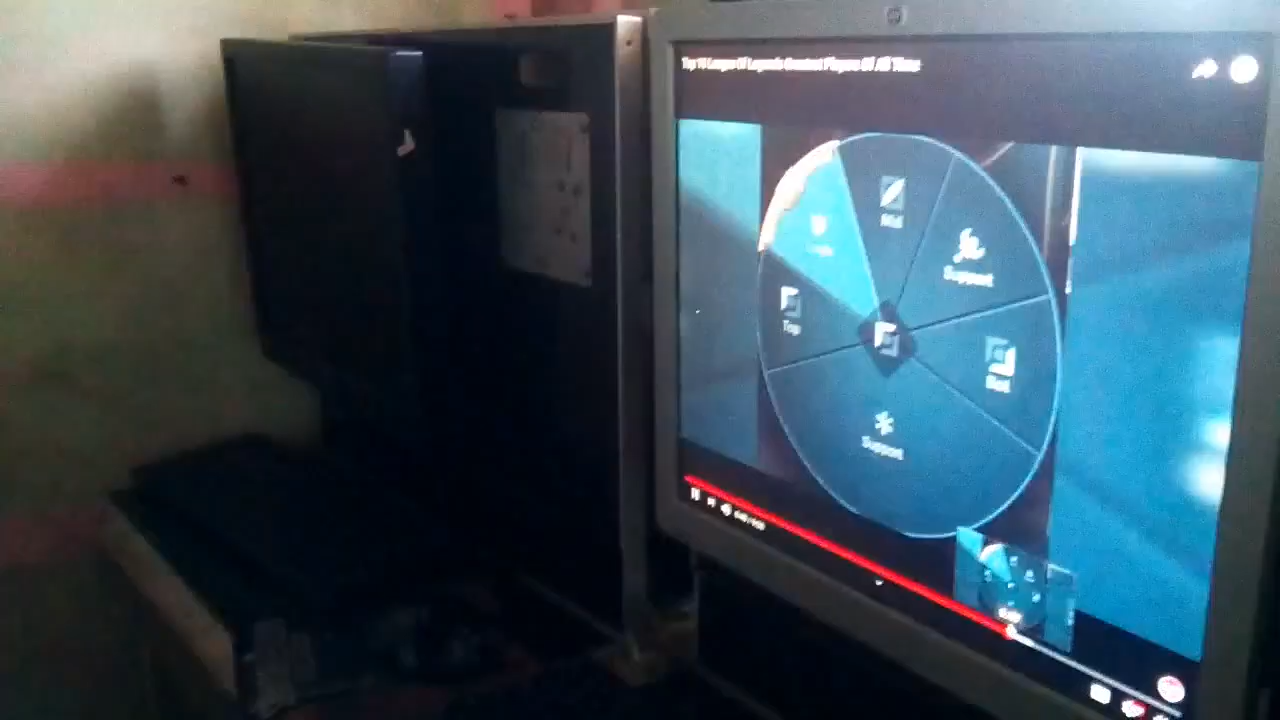 Top 10 League Of Legends Greatest Players Of All Time
Mid
Support
Top
Bot
Support